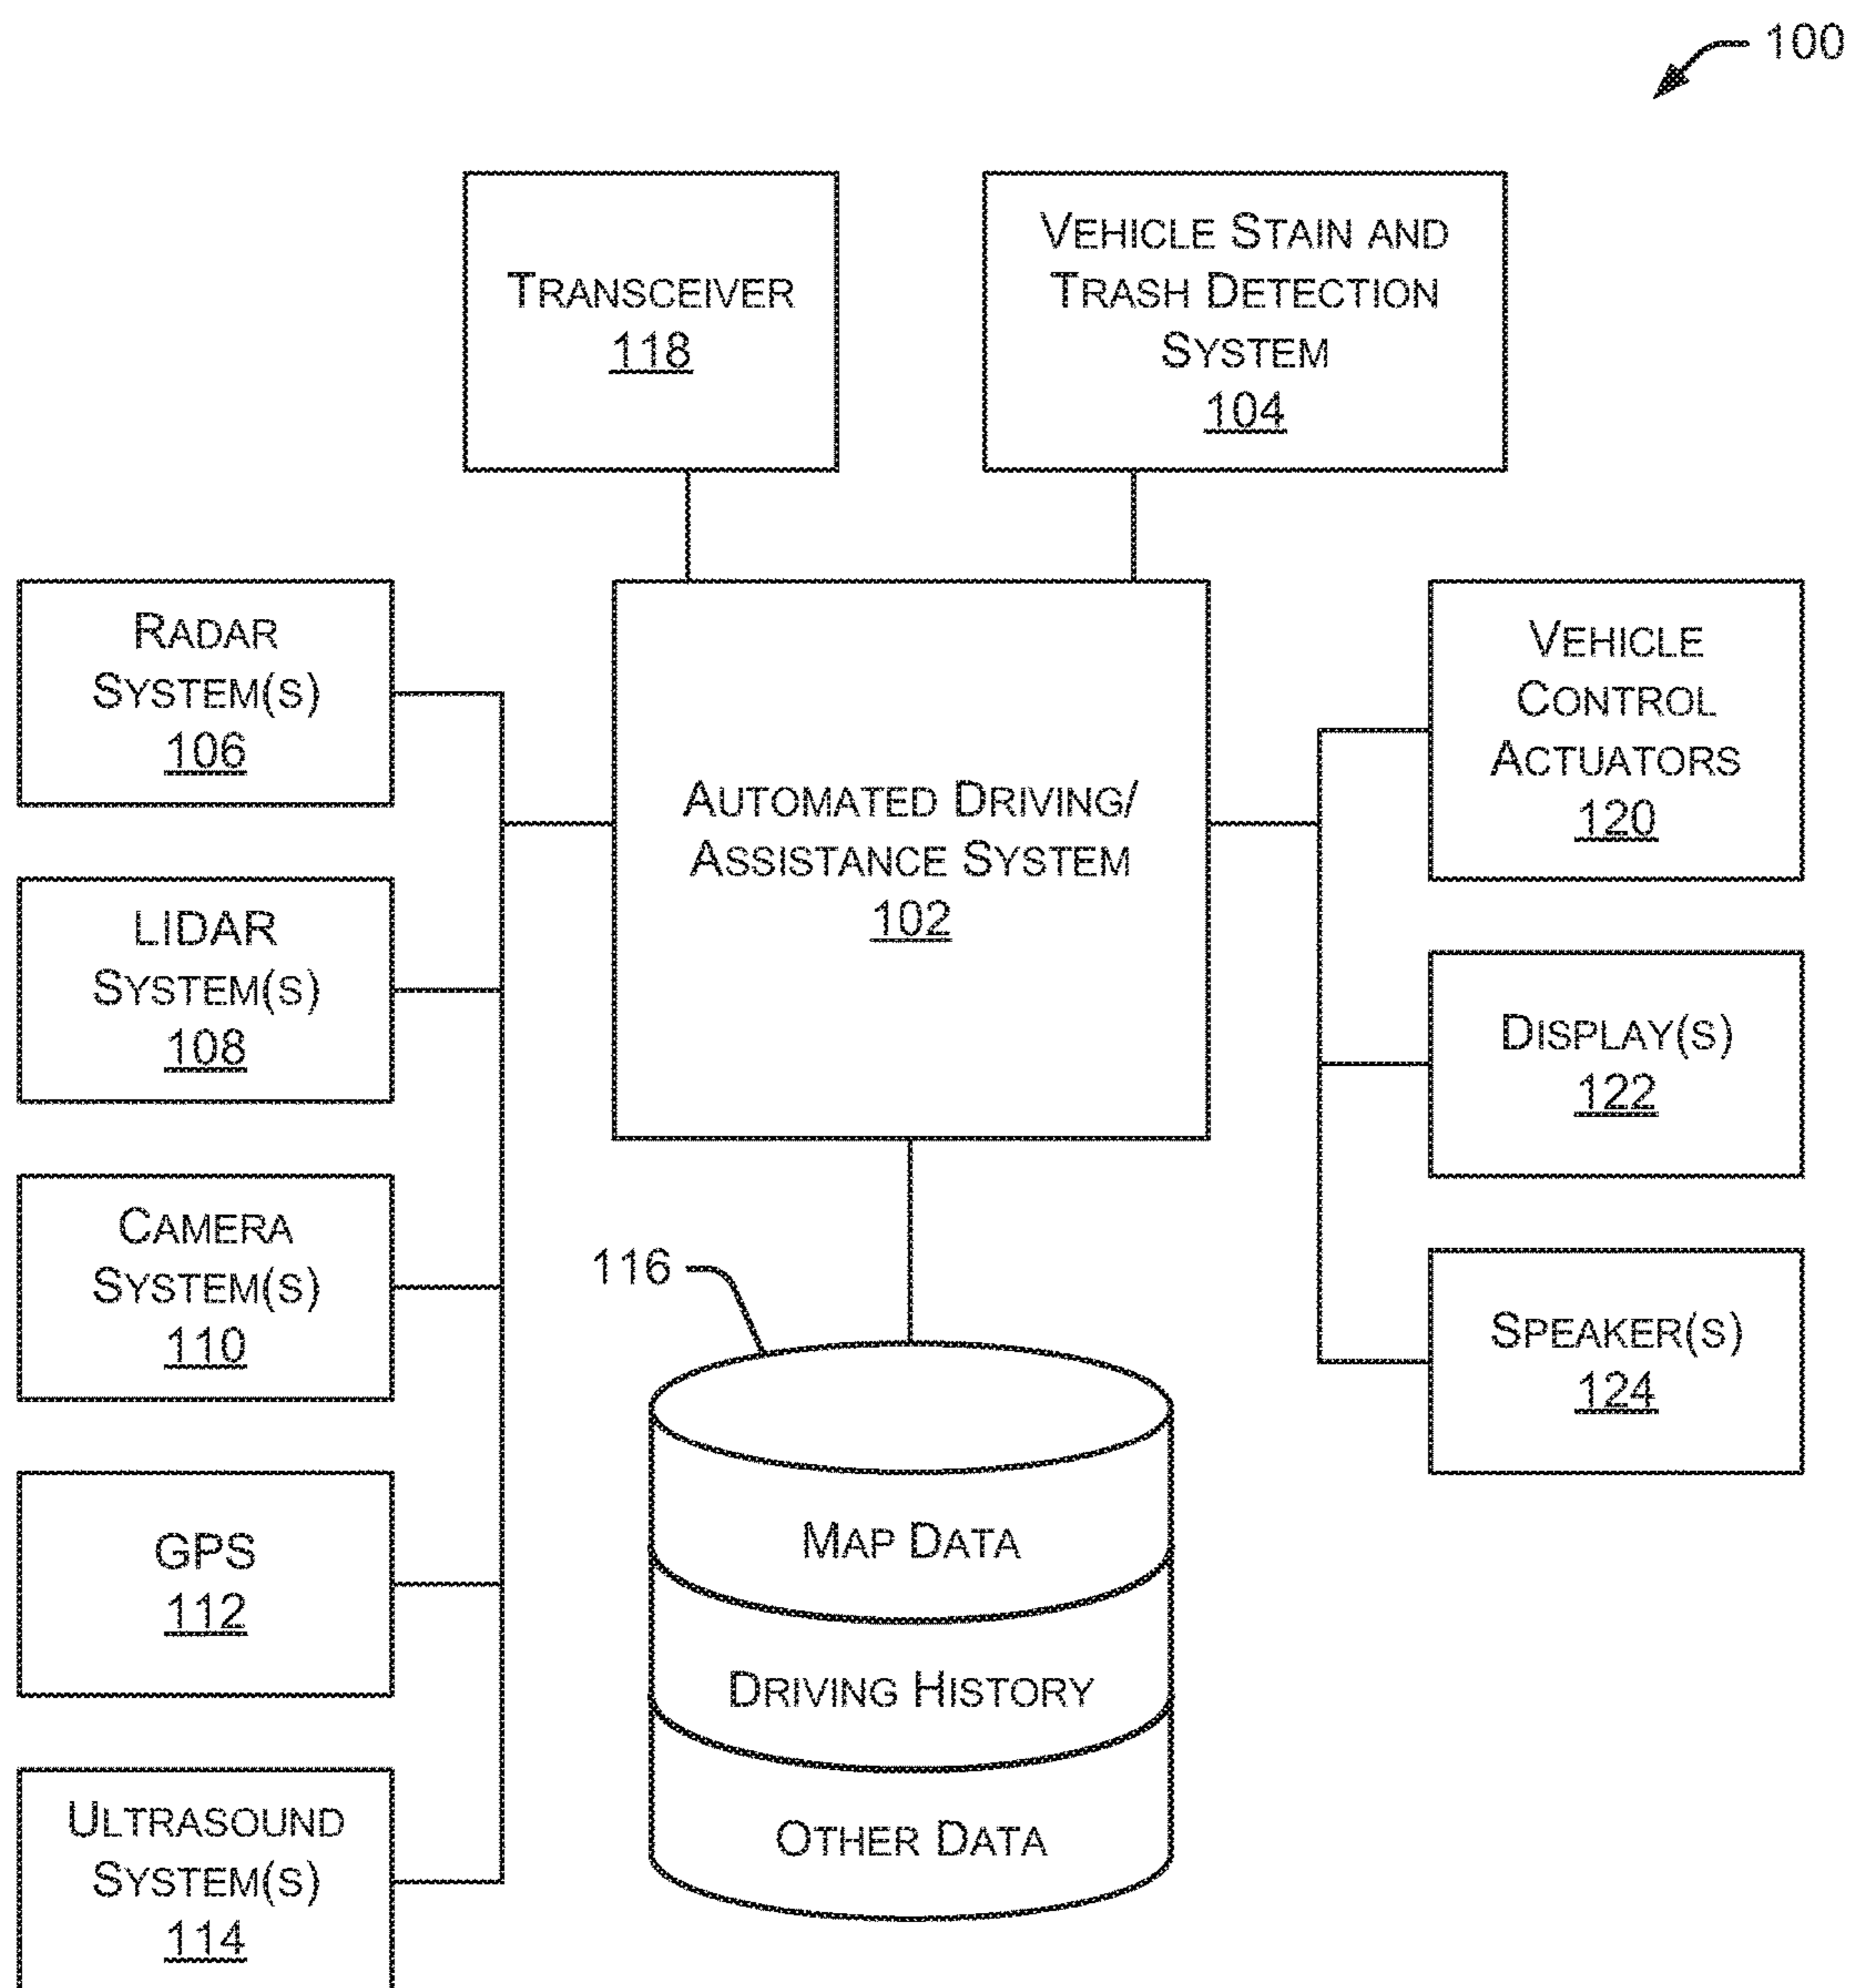 100
TRANSCEIVER
118
VEHICLE STAIN AND
TRASH DETECTION
SYSTEM
104
RADAR
SYSTEM(S)
106
LIDAR
SYSTEM(S)
108
CAMERA
SYSTEM(S)
110
GPS
112
ULTRASOUND
SYSTEM(S)
114
AUTOMATED DRIVING/
ASSISTANCE SYSTEM
102
116
MAP DATA
DRIVING HISTORY
OTHER DATA
VEHICLE
CONTROL
ACTUATORS
120
DISPLAY(S)
122
SPEAKER(S)
124